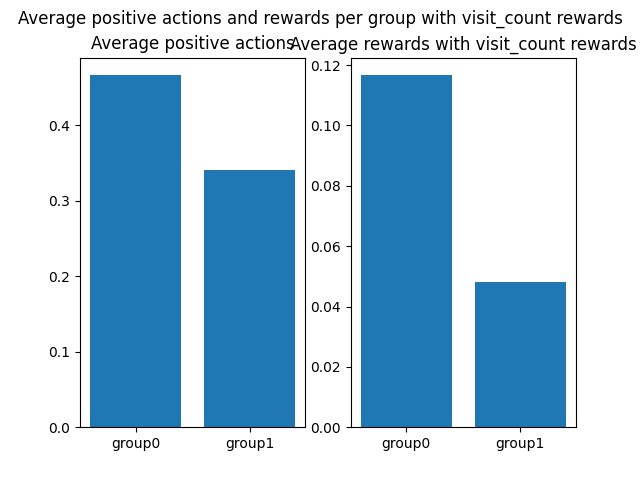 Average positive actions and rewards per group with visit_count rewards
Average positive actions
Average rewards with visit_count rewards
0.4
0.3
0.2
0.1
0.0
group0
group1
0.12
0.10
0.08
0.06
0.04
0.02
0.00
group0
group1